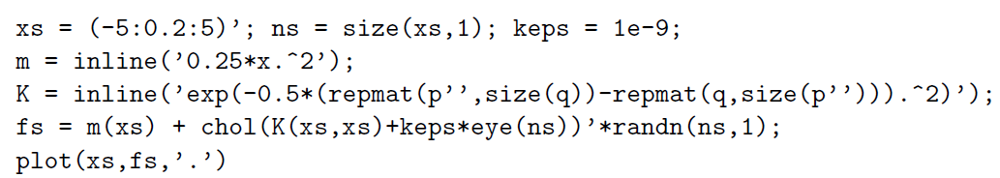 xs = (-5:0.2:5)’; ns = size(xs,1); keps = 1e-9;
m = inline(’0.25*x.^2’);
K = inline(’exp(-0.5*(repmat(p’’,size(q))-repmat(q,size(p’’))).^2)’);
fs = m(xs) + chol(K(xs,xs)+keps*eye(ns))’*randn(ns,1);
plot(xs,fs,’.’)